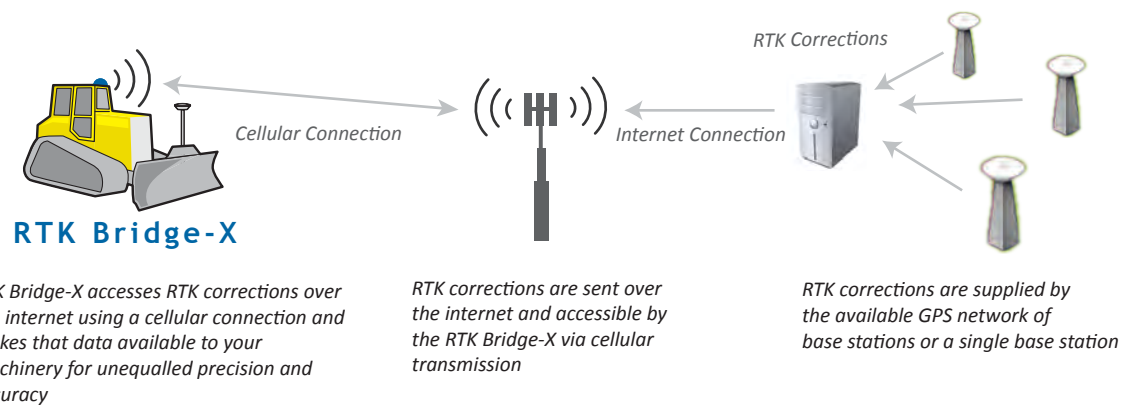 RTK Corrections
Cellular Connection
Internet Connection
RTK Bridge-X
K Bridge-X accesses RTK corrections over
internet using a cellular connection and
kes that data available to your
chinery for unequalled precision and
curacy
RTK corrections are sent over
the internet and accessible by
the RTK Bridge-X via cellular
transmission
RTK corrections are supplied by
the available GPS network of
base stations or a single base station